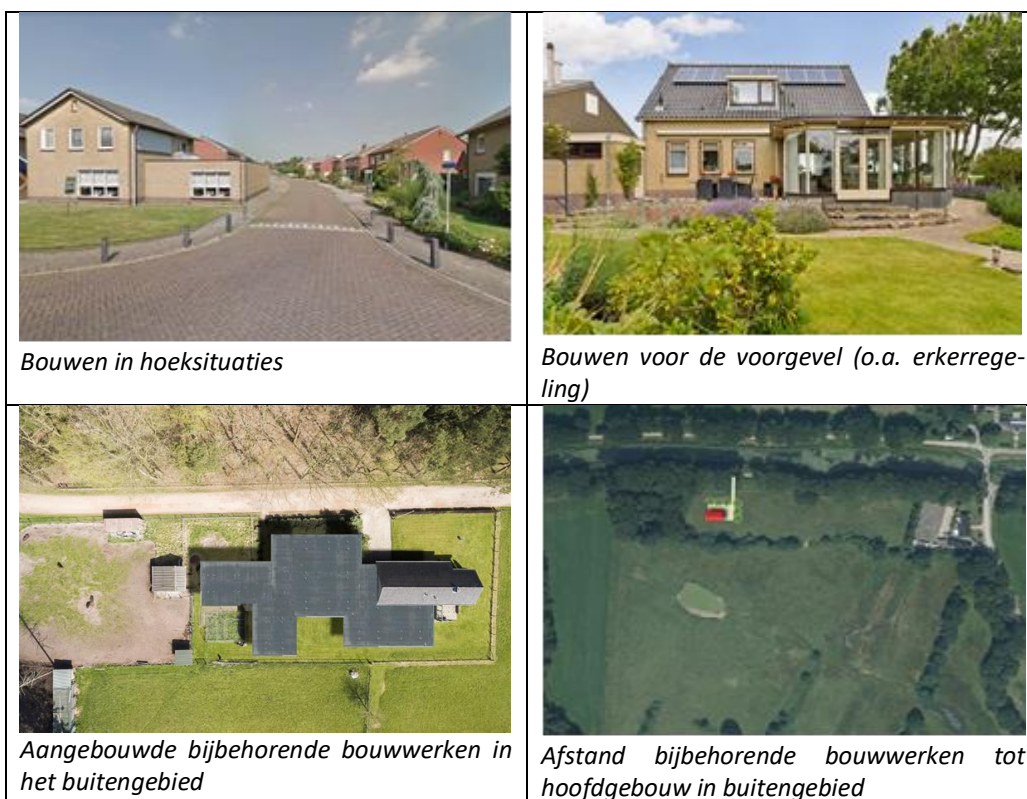 Bouwen in hoeksituaties
Bouwen voor de voorgevel (o.a. erkerrege-
ling)
Aangebouwde bijbehorende bouwwerken in
het buitengebied
Afstand bijbehorende bouwwerken tot
hoofdgebouw in buitengebied